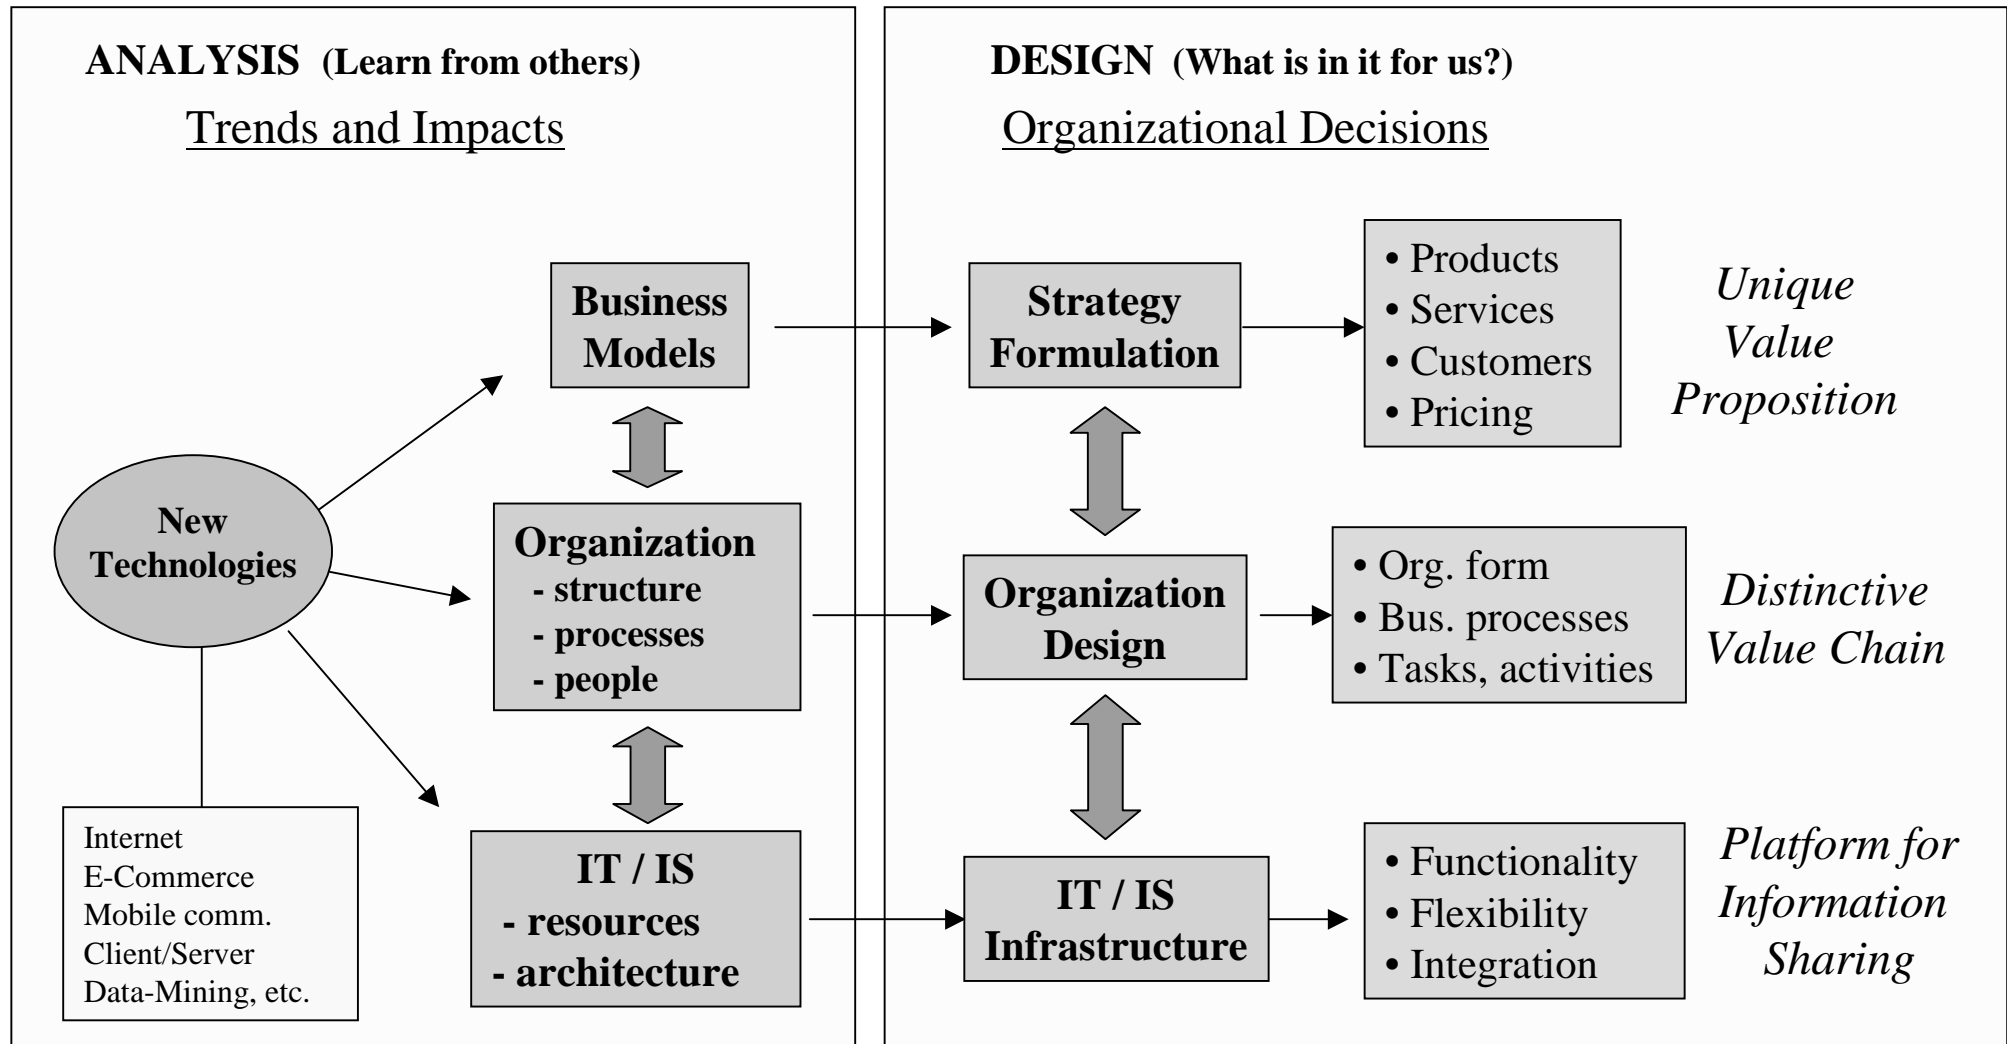 ANALYSIS (Learn from others)
Trends and Impacts
Business
Models
New
Technologies
Organization
- structure
- processes
- people
Internet
E-Commerce
Mobile comm.
Client/Server
Data-Mining, etc.
IT / IS
- resources
- architecture
DESIGN (What is in it for us?)
Organizational Decisions
Strategy
Formulation
• Products
• Services
• Customers
• Pricing
Unique
Value
Proposition
Organization
Design
• Org. form
• Bus. processes
• Tasks, activities
Distinctive
Value Chain
IT / IS
Infrastructure
• Functionality
• Flexibility
• Integration
Platform for
Information
Sharing